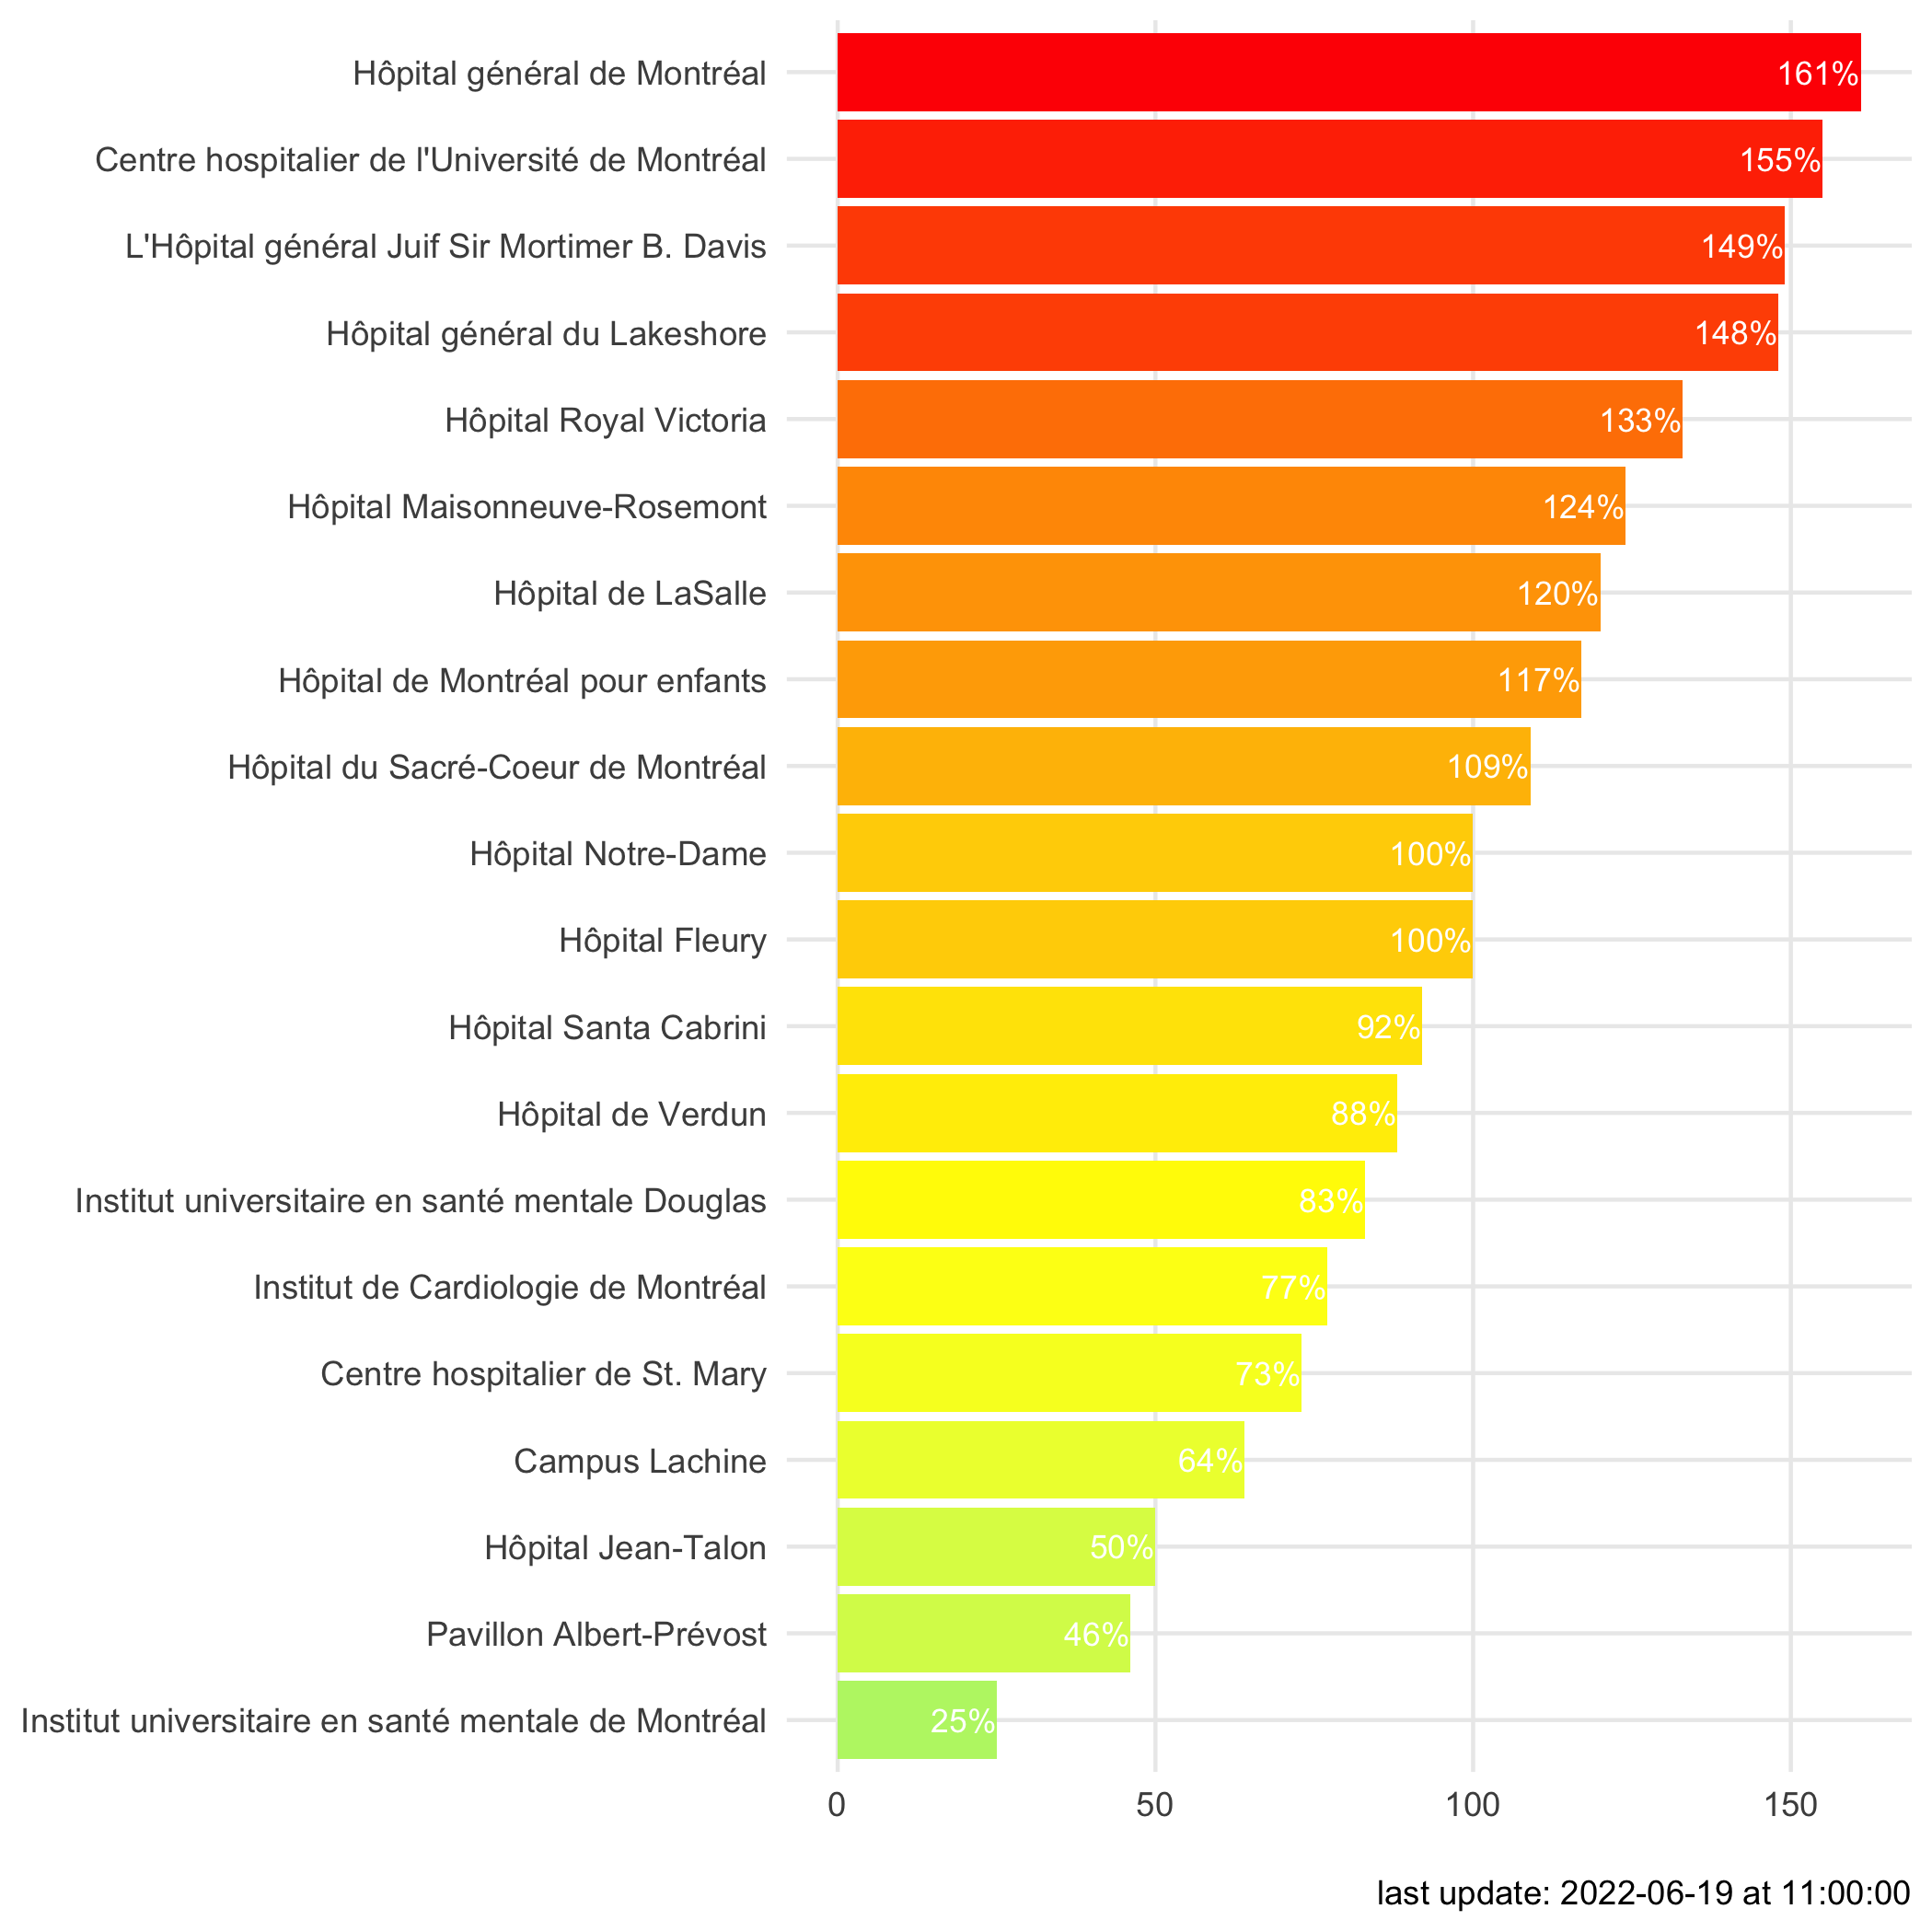 Hôpital général de Montréal 161%
Centre hospitalier de l'Université de Montréal 155%
L'Hôpital général Juif Sir Mortimer B. Davis 149%
Hôpital général du Lakeshore 148%
Hôpital Royal Victoria 133%
Hôpital Maisonneuve-Rosemont 124%
Hôpital de LaSalle 120%
Hôpital de Montréal pour enfants 117%
Hôpital du Sacré-Coeur de Montréal 109%
Hôpital Notre-Dame 100%
Hôpital Fleury 100%
Hôpital Santa Cabrini 92%
Hôpital de Verdun 88%
Institut universitaire en santé mentale Douglas 83%
Institut de Cardiologie de Montréal 77%
Centre hospitalier de St. Mary 73%
Campus Lachine 64%
Hôpital Jean-Talon 50%
Pavillon Albert-Prévost 46%
Institut universitaire en santé mentale de Montréal 25%
0 50 100 150
last update: 2022-06-19 at 11:00:00